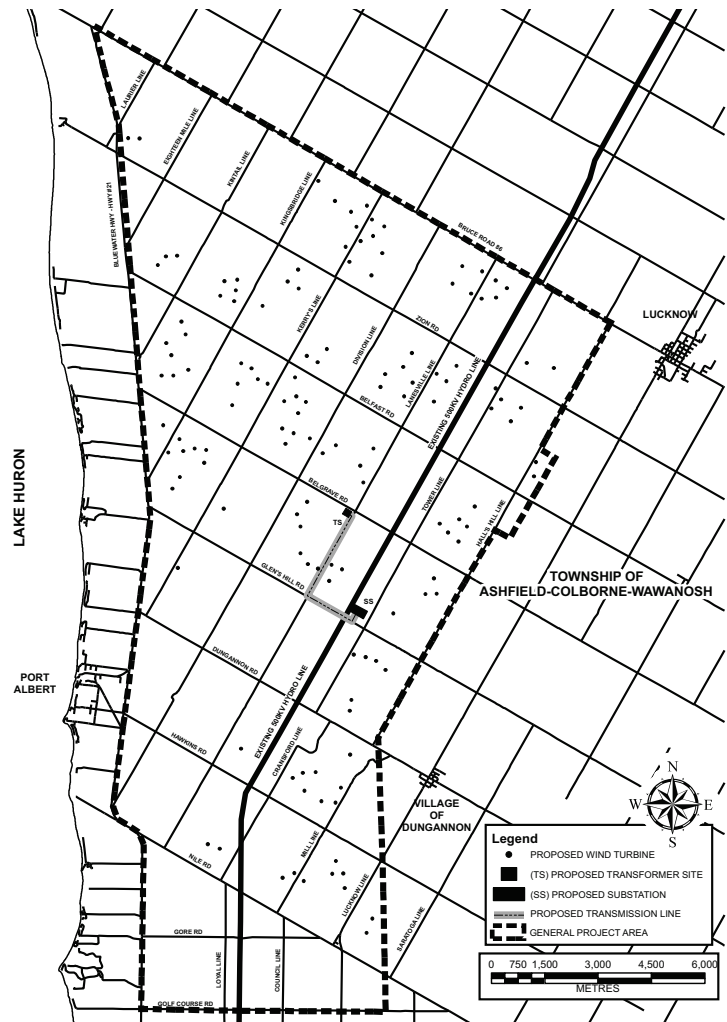 LAURIER LINE
EIGHTEEN MILE LINE
KINTAIL LINE
KINGSBRIDGE LINE
BLUEWATER HWY - HWY#21
BRUCE ROAD 86
LUCKNOW
KERRY'S LINE
ZION RD
DIVISION LINE
LANESVILLE LINE
BELFAST RD
EXISTING 500KV HYDRO LINE
LAKE HURON
BELGRAVE RD
TOWER LINE
TS
HALL'S HILL LINE
GLEN'S HILL RD
SS
TOWNSHIP OF
ASHFIELD-COLBORNE-WAWANOSH
DUNGANNON RD
PORT
ALBERT
EXISTING 500KV HYDRO LINE
HAWKINS RD
CRANSFORD LINE
VILLAGE
OF
DUNGANNON
NILE RD
MILL LINE
LUCKNOW LINE
SARATOGA LINE
GORE RD
LOYAL LINE
COUNCIL LINE
GOLF COURSE RD
N
W
E
S
Legend
PROPOSED WIND TURBINE
(TS) PROPOSED TRANSFORMER SITE
(SS) PROPOSED SUBSTATION
PROPOSED TRANSMISSION LINE
GENERAL PROJECT AREA
0 750 1,500 3,000 4,500 6,000
METRES